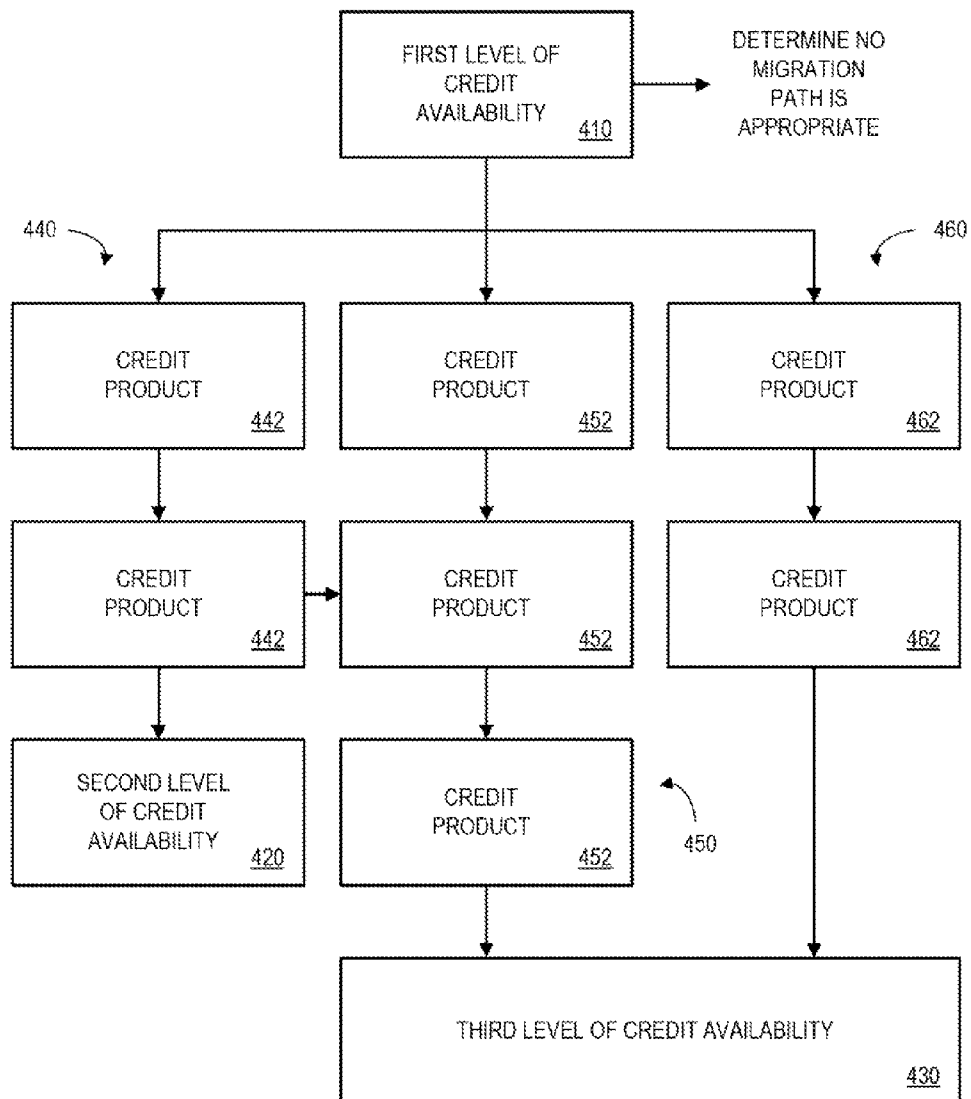 FIRST LEVEL OF
CREDIT
AVAILABILITY
410
DETERMINE NO
MIGRATION
PATH IS
APPROPRIATE
440
460
CREDIT
PRODUCT
442
CREDIT
PRODUCT
452
CREDIT
PRODUCT
462
CREDIT
PRODUCT
442
CREDIT
PRODUCT
452
CREDIT
PRODUCT
462
SECOND LEVEL
OF CREDIT
AVAILABILITY
420
CREDIT
PRODUCT
452
450
THIRD LEVEL OF CREDIT AVAILABILITY
430